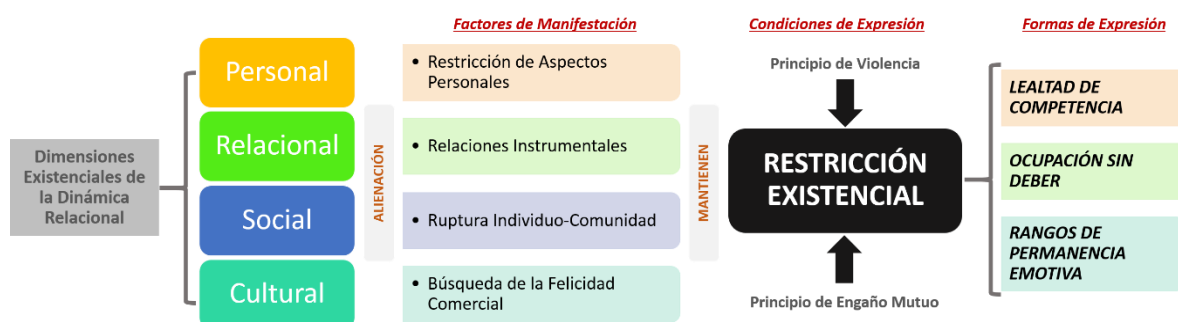 Factores de Manifestación
Condiciones de Expresión
Formas de Expresión
Dimensiones
Existenciales de
la Dinámica
Relacional
Personal
Relacional
Social
Cultural
ALIENACIÓN
• Restricción de Aspectos
Personales
• Relaciones Instrumentales
• Ruptura Individuo-Comunidad
• Búsqueda de la Felicidad
Comercial
MANTIENEN
Principio de Violencia
RESTRICCIÓN
EXISTENCIAL
Principio de Engaño Mutuo
LEALTAD DE
COMPETENCIA
OCUPACIÓN SIN
DEBER
RANGOS DE
PERMANENCIA
EMOTIVA